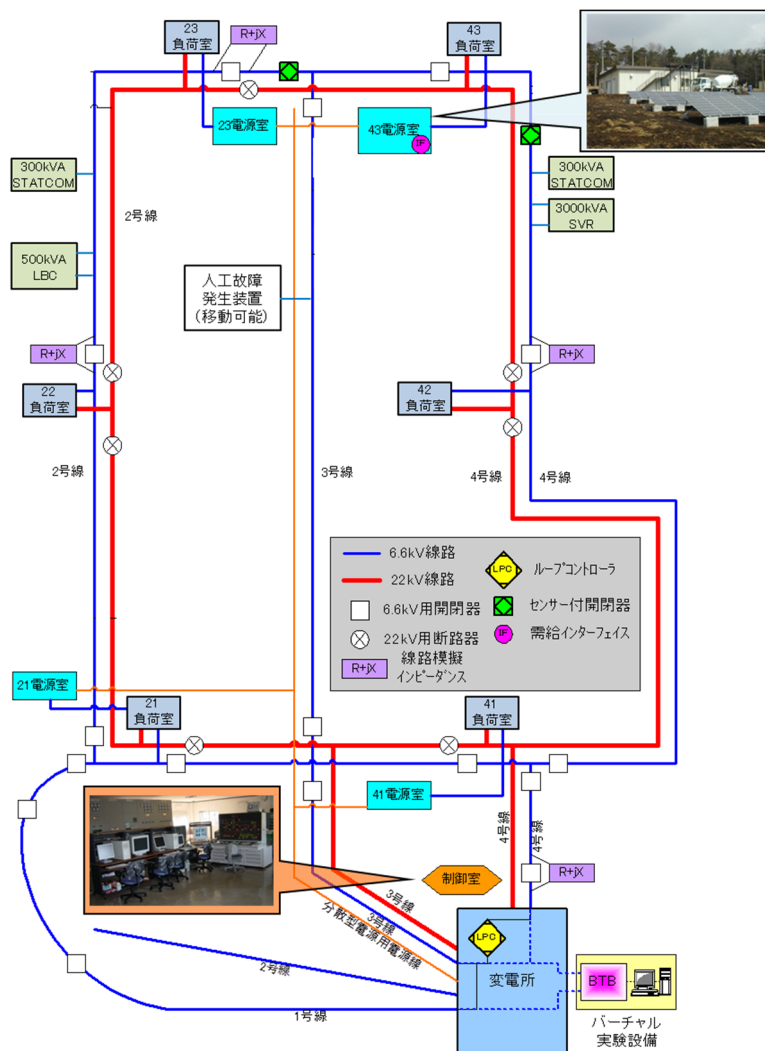 23
負荷室
R+jX
43
負荷室
23電源室
43電源室
IF
300kVA
STATCOM
2号線
300kVA
STATCOM
3000kVA
SVR
500kVA
LBC
人工故障
発生装置
(移動可能)
R+jX
R+jX
22
負荷室
42
負荷室
2号線
3号線
4号線
4号線
6.6kV線路
22kV線路
6.6kV用開閉器
22kV用断路器
R+jX
線路模擬
インピーダンス
LPC
ループコントローラ
センサー付開閉器
IF
需給インターフェイス
21電源室
21
負荷室
41
負荷室
41電源室
4号線
4号線
R+jX
制御室
3号線
3号線
分散型電源用電源線
LPC
変電所
2号線
1号線
BTB
バーチャル
実験設備